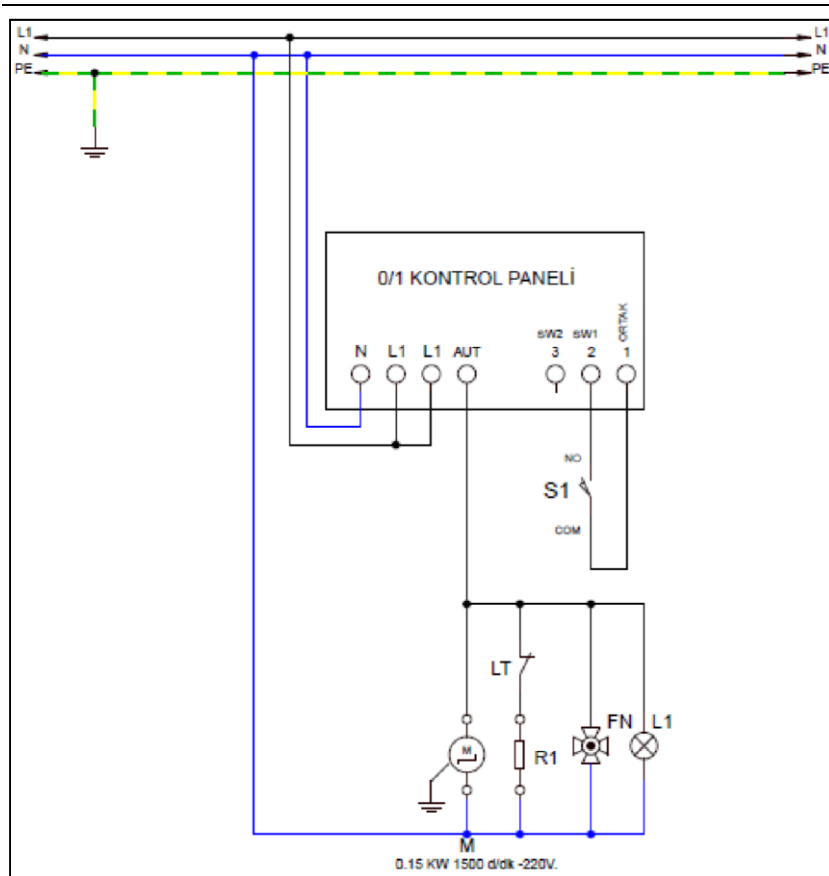 L1 L1
N N
PE PE
0/1 KONTROL PANELİ
ORTAK
SW2 SW1
N L1 L1 AUT 3 2 1
NO
S1
COM
LT
FN L1
M
R1
M
0.15 KW 1500 d/dk -220V.